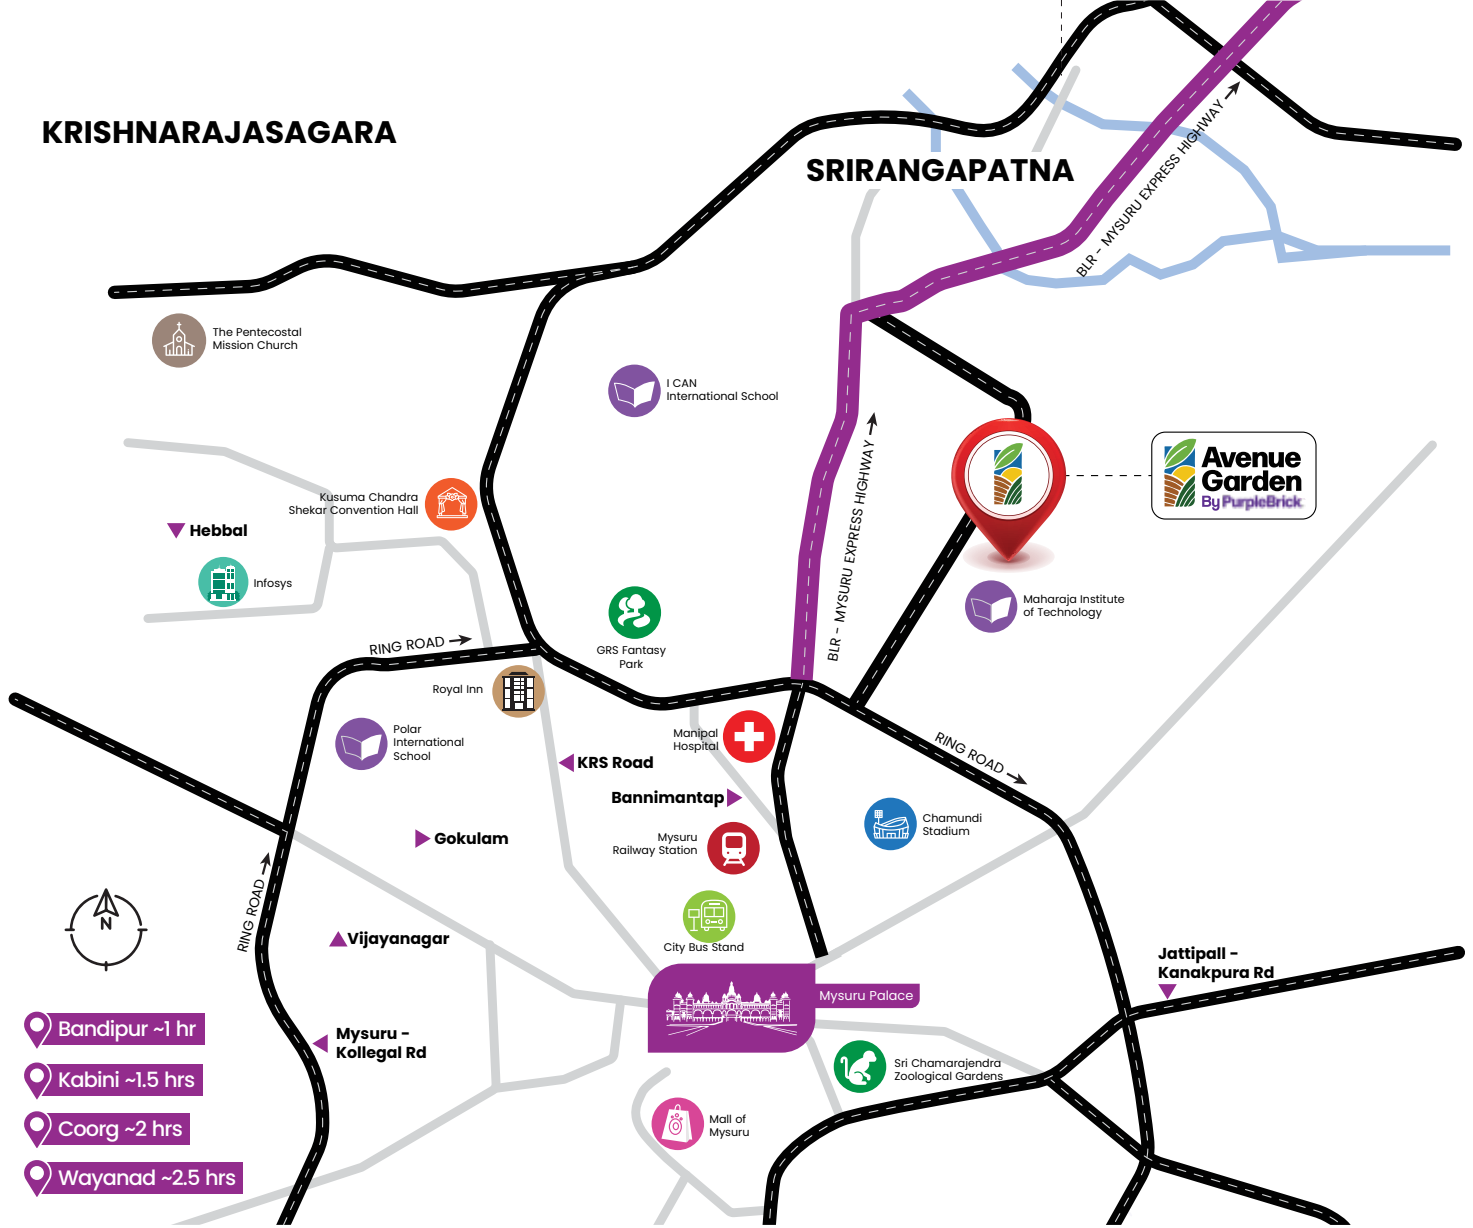 KRISHNARAJASAGARA
SRIRANGAPATNA
BLR - MYSURU EXPRESS HIGHWAY
The Pentecostal
Mission Church
I CAN
International School
Kusuma Chandra
Shekar Convention Hall
Hebbal
Infosys
BLR - MYSURU EXPRESS HIGHWAY
Avenue
Garden
By PurpleBrick
Maharaja Institute
of Technology
RING ROAD
GRS Fantasy
Park
Royal Inn
Polar
International
School
KRS Road
Manipal
Hospital
RING ROAD
Bannimantap
Gokulam
Mysuru
Railway Station
Chamundi
Stadium
RING ROAD
N
Vijayanagar
City Bus Stand
Jattipall -
Kanakpura Rd
Mysuru Palace
Mysuru -
Kollegal Rd
Sri Chamarajendra
Zoological Gardens
Mall of
Mysuru
Bandipur ~1 hr
Kabini ~1.5 hrs
Coorg ~2 hrs
Wayanad ~2.5 hrs